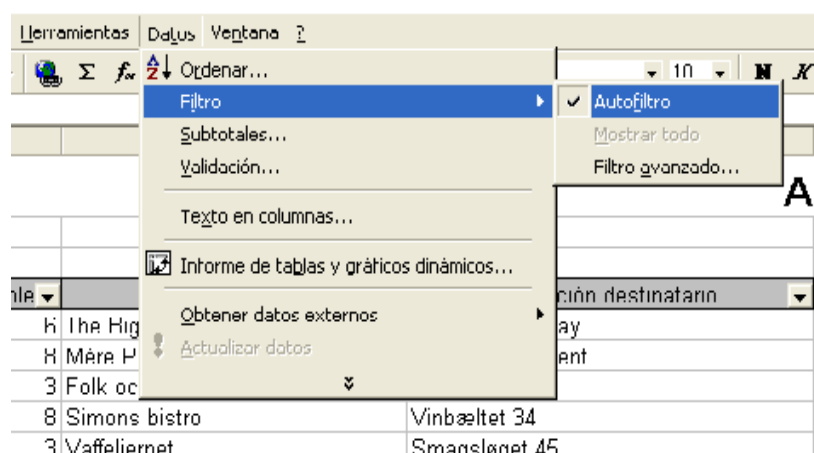 Herramientas Datos Ventana ?
Σ 10 N K
Ordenar...
Filtro
Autofiltro
Subtotales...
Mostrar todo
Validación...
Filtro avanzado...
A
Texto en columnas...
Informe de tablas y gráficos dinámicos...
ción destinatario
Obtener datos externos
6 The Hig ay
Actualizar datos
8 Mère P ent
3 Folk oc
8 Simons bistro Vinbæltet 34
3 Vaffeljernet Smagsløget 45